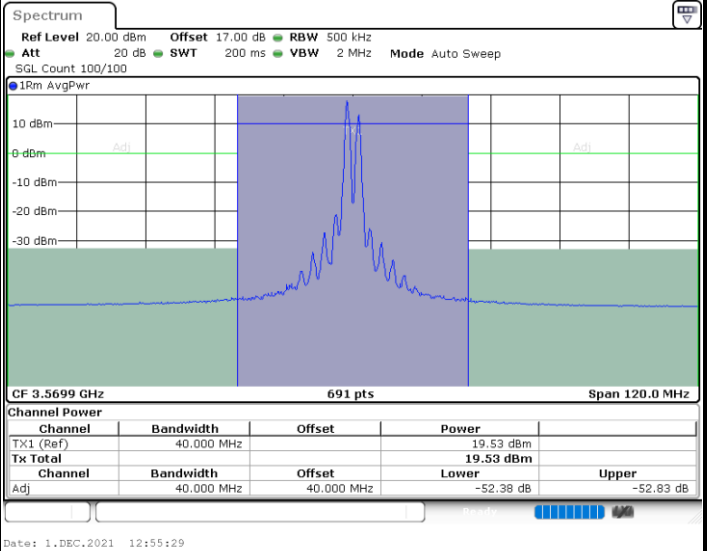 Spectrum
Ref Level 20.00 dBm Offset 17.00 dB RBW 500 kHz
Att 20 dB SWT 200 ms VBW 2 MHz Mode Auto Sweep
SGL Count 100/100
1Rm AvgPwr
10 dBm
Adj Adj
0 dBm
-10 dBm
-20 dBm
-30 dBm
CF 3.5699 GHz 691 pts Span 120.0 MHz
Channel Power
Channel Bandwidth Offset Power
TX1 (Ref) 40.000 MHz 19.53 dBm
Tx Total 19.53 dBm
Channel Bandwidth Offset Lower Upper
Adj 40.000 MHz 40.000 MHz -52.38 dB -52.83 dB
Ready
Date: 1.DEC.2021 12:55:29